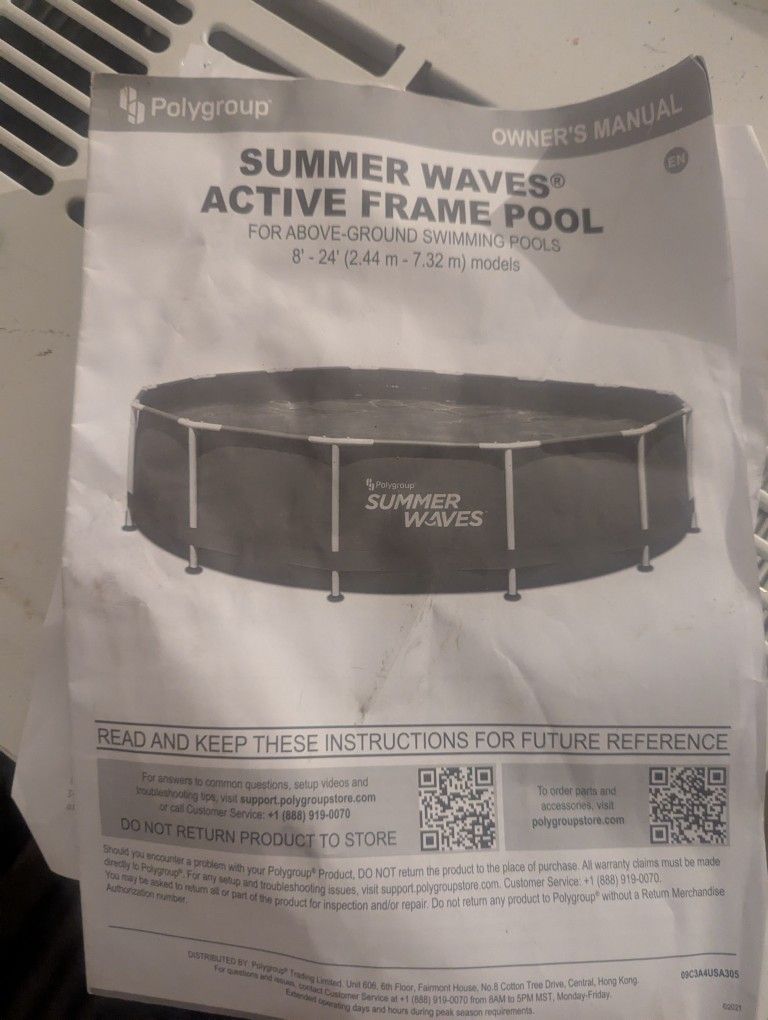 Polygroup®
OWNER'S MANUAL
EN
SUMMER WAVES®
ACTIVE FRAME POOL
FOR ABOVE-GROUND SWIMMING POOLS
8' - 24' (2.44 m - 7.32 m) models
Polygroup®
SUMMER
WAVES
READ AND KEEP THESE INSTRUCTIONS FOR FUTURE REFERENCE
For answers to common questions, setup videos and
troubleshooting tips, visit support.polygroupstore.com
or call Customer Service: +1 (888) 919-0070
DO NOT RETURN PRODUCT TO STORE
To order parts and
accessories, visit
polygroupstore.com
Should you encounter a problem with your Polygroup® Product, DO NOT return the product to the place of purchase. All warranty claims must be made
directly to Polygroup®. For any setup and troubleshooting issues, visit support.polygroupstore.com. Customer Service: +1 (888) 919-0070.
You may be asked to return all or part of the product for inspection and/or repair. Do not return any product to Polygroup® without a Return Merchandise
Authorization number.
DISTRIBUTED BY: Polygroup® Trading Limited. Unit 606, 6th Floor, Fairmont House, No.8 Cotton Tree Drive, Central, Hong Kong.
For questions and issues, contact Customer Service at +1 (888) 919-0070 from 8AM to 5PM MST, Monday-Friday.
Extended operating days and hours during peak season requirements.
09C3A4USA305
©2021